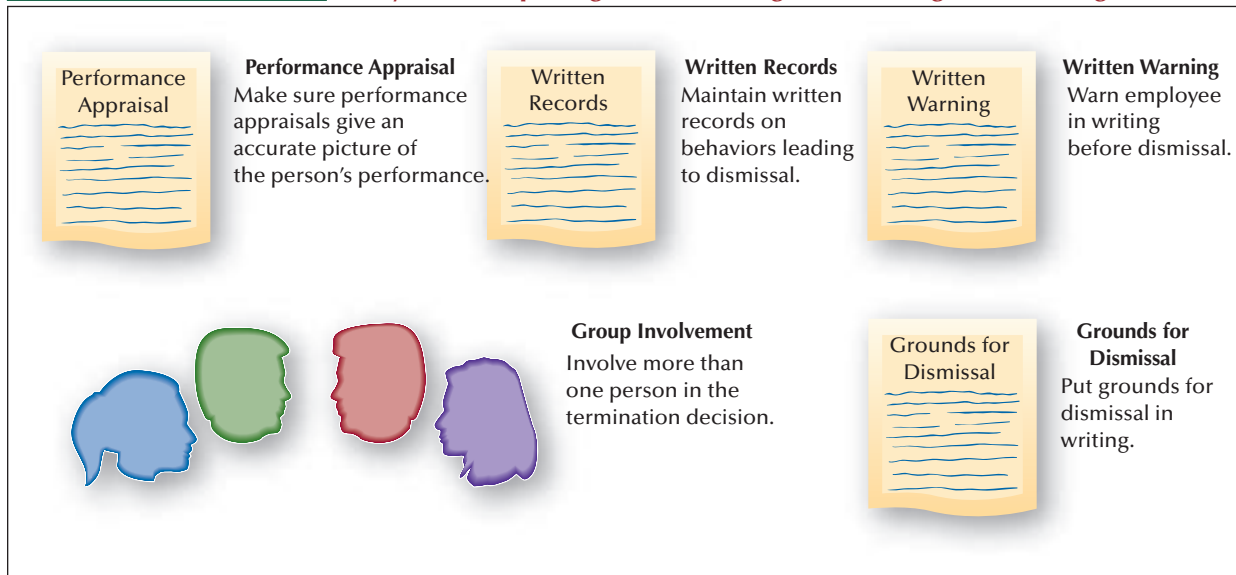 Performance
Appraisal
Performance Appraisal
Make sure performance
appraisals give an
accurate picture of
the person's performance.
Written
Records
Written Records
Maintain written
records on
behaviors leading
to dismissal.
Written
Warning
Written Warning
Warn employee
in writing
before dismissal.
Group Involvement
Involve more than
one person in the
termination decision.
Grounds for
Dismissal
Grounds for
Dismissal
Put grounds for
dismissal in
writing.